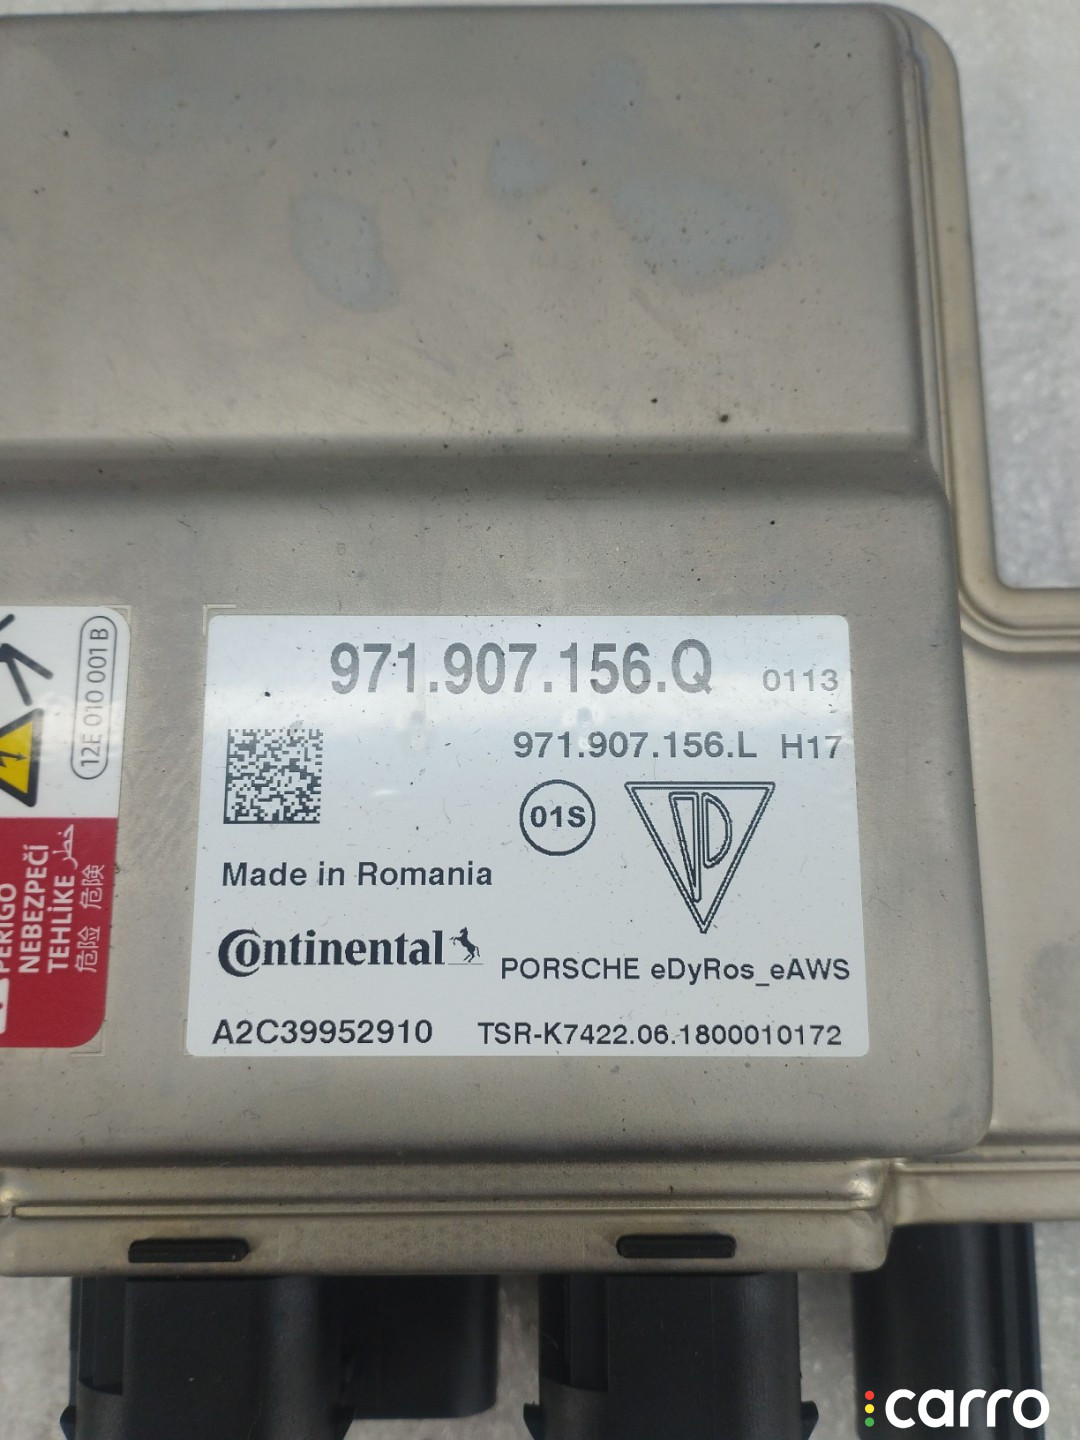 971.907.156.Q 0113
971.907.156.L H17
01S
Made in Romania
Continental
PORSCHE eDyRos_eAWS
A2C39952910 TSR-K7422.06.1800010172
12E 010 001 B
PERIGO
NEBEZPEČÍ
TEHLİKE خطر
危险 危険
carro